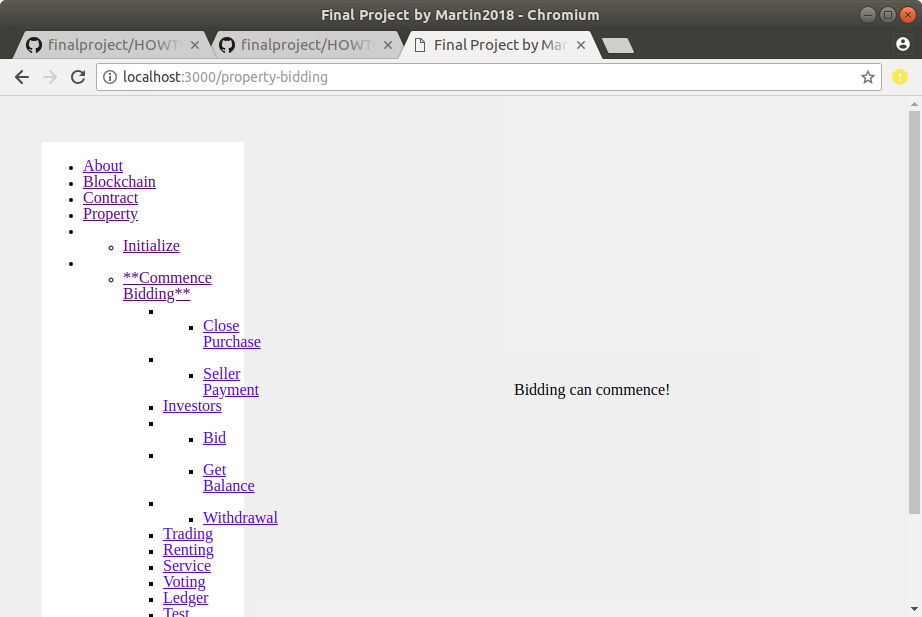 Final Project by Martin2018 - Chromium
finalproject/HOWT
finalproject/HOWT
Final Project by Mar
localhost:3000/property-bidding
About
Blockchain
Contract
Property
Initialize
**Commence
Bidding**
Close
Purchase
Seller
Payment
Bidding can commence!
Investors
Bid
Get
Balance
Withdrawal
Trading
Renting
Service
Voting
Ledger
Test